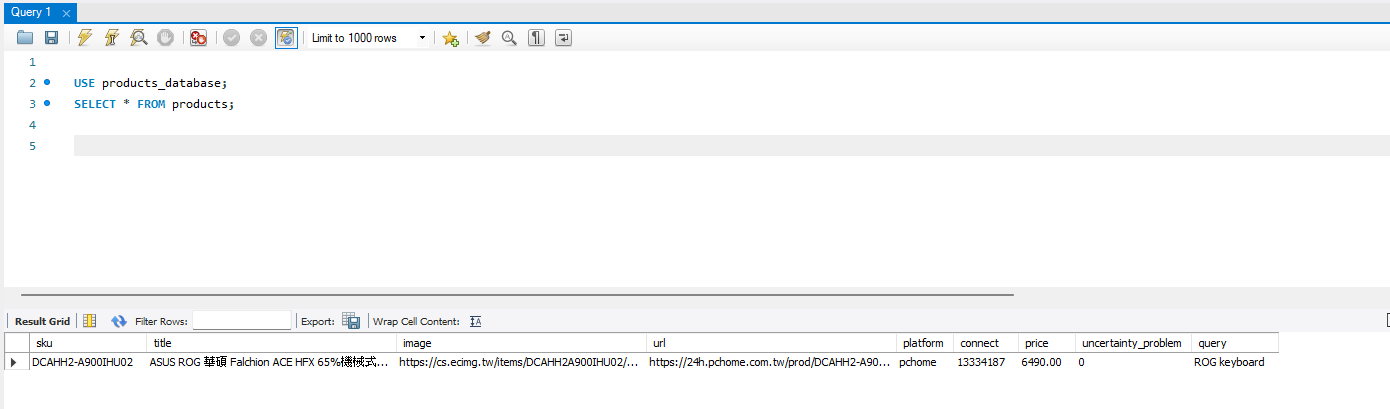 Query 1
Limit to 1000 rows
1
2 USE products_database;
3 SELECT * FROM products;
4
5
Result Grid Filter Rows: Export: Wrap Cell Content:
sku title image url platform connect price uncertainty_problem query
DCAHH2-A900IHU02 ASUS ROG 華碩 Falchion ACE HFX 65%機械式... https://cs.ecimg.tw/items/DCAHH2A900IHU02/... https://24h.pchome.com.tw/prod/DCAHH2-A90... pchome 13334187 6490.00 0 ROG keyboard